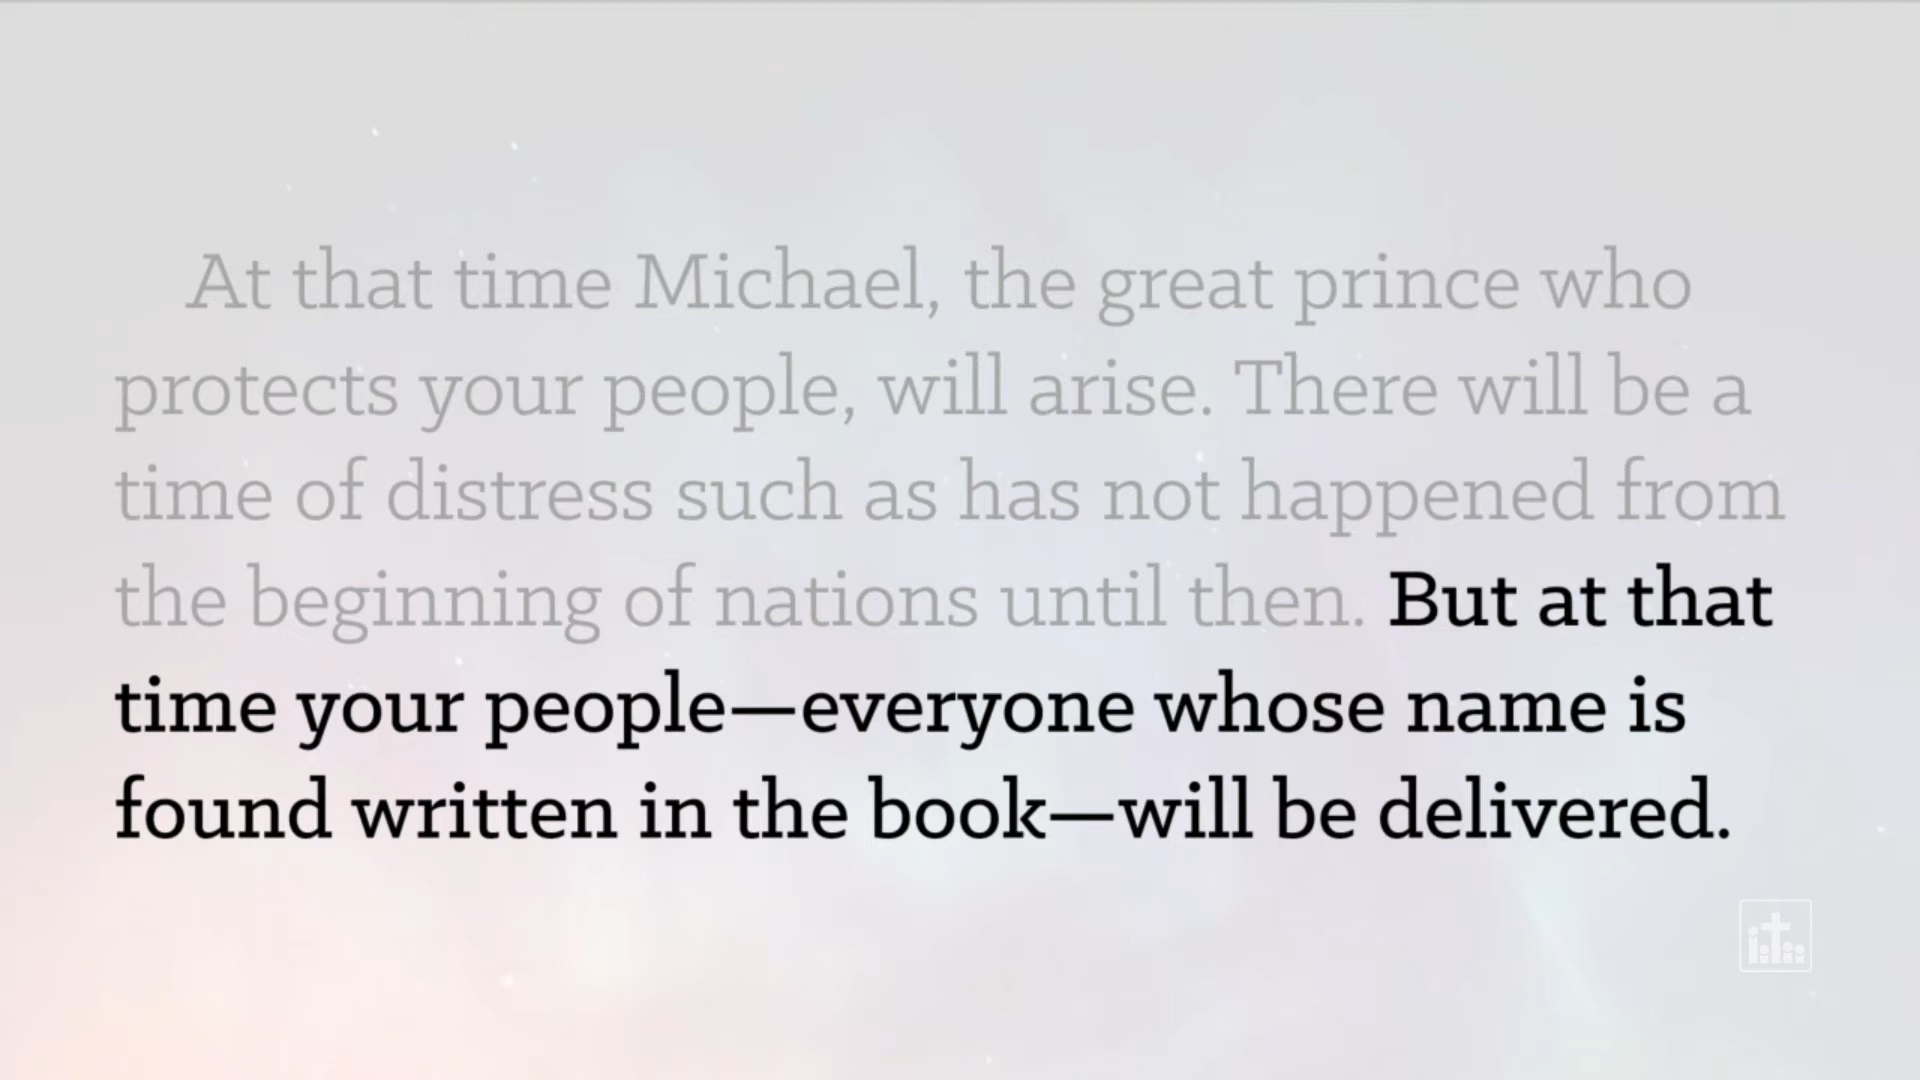 At that time Michael, the great prince who
protects your people, will arise. There will be a
time of distress such as has not happened from
the beginning of nations until then. But at that
time your people—everyone whose name is
found written in the book—will be delivered.